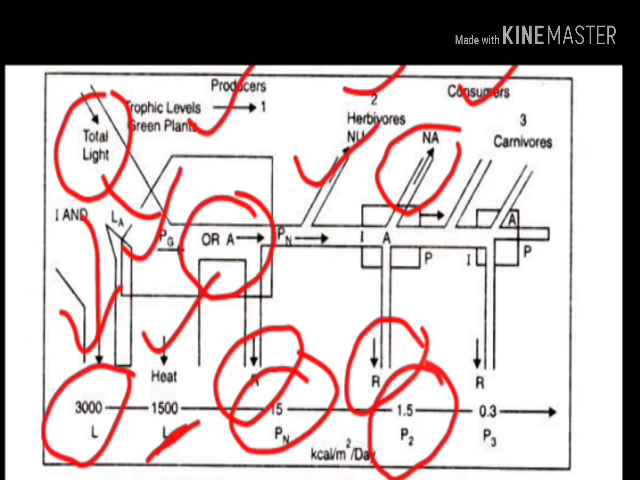 Made with KINEMASTER
Producers
Trophic Levels 1 2 Consumers
Green Plants Herbivores 3
NU NA Carnivores
Total
Light
I AND LA
PG OR A PN I A A
P I P
Heat R R R
3000 1500 15 1.5 0.3
L L PN P2 P3
kcal/m2/Day